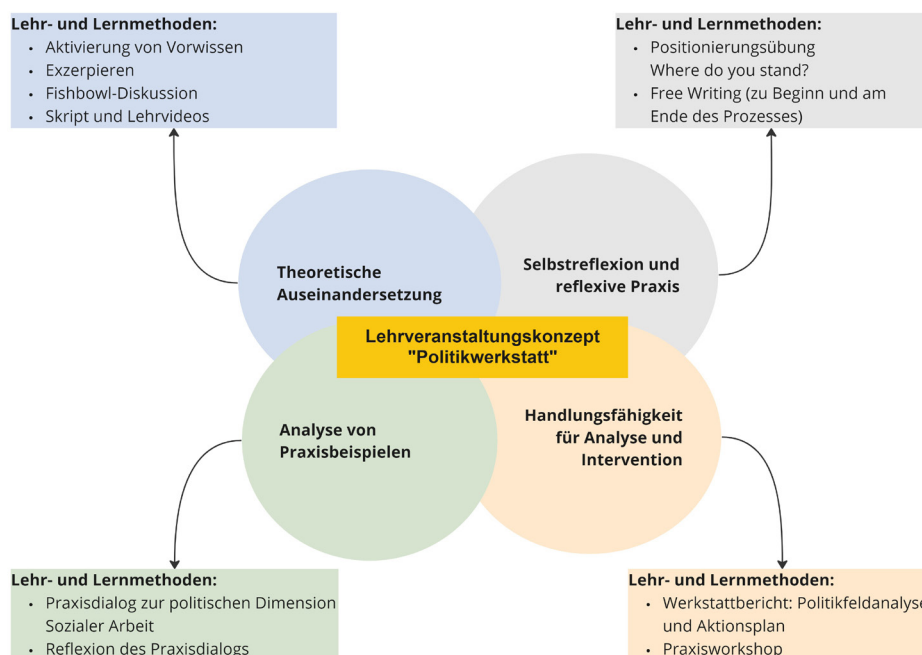 Lehr- und Lernmethoden:
• Aktivierung von Vorwissen
• Exzerpieren
• Fishbowl-Diskussion
• Skript und Lehrvideos
Lehr- und Lernmethoden:
• Positionierungsübung
Where do you stand?
• Free Writing (zu Beginn und am
Ende des Prozesses)
Theoretische
Auseinandersetzung
Selbstreflexion und
reflexive Praxis
Lehrveranstaltungskonzept
"Politikwerkstatt"
Analyse von
Praxisbeispielen
Handlungsfähigkeit
für Analyse und
Intervention
Lehr- und Lernmethoden:
• Praxisdialog zur politischen Dimension
Sozialer Arbeit
• Reflexion des Praxisdialogs
Lehr- und Lernmethoden:
• Werkstattbericht: Politikfeldanalyse
und Aktionsplan
• Praxisworkshop